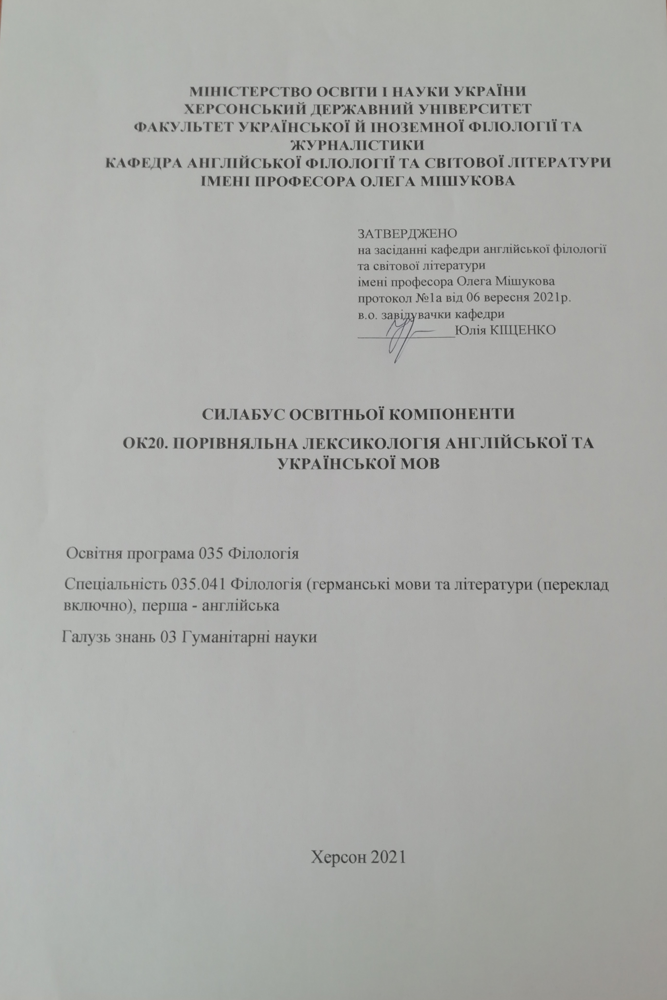 МІНІСТЕРСТВО ОСВІТИ І НАУКИ УКРАЇНИ
ХЕРСОНСЬКИЙ ДЕРЖАВНИЙ УНІВЕРСИТЕТ
ФАКУЛЬТЕТ УКРАЇНСЬКОЇ Й ІНОЗЕМНОЇ ФІЛОЛОГІЇ ТА
ЖУРНАЛІСТИКИ
КАФЕДРА АНГЛІЙСЬКОЇ ФІЛОЛОГІЇ ТА СВІТОВОЇ ЛІТЕРАТУРИ
ІМЕНІ ПРОФЕСОРА ОЛЕГА МІШУКОВА
ЗАТВЕРДЖЕНО
на засіданні кафедри англійської філології
та світової літератури
імені професора Олега Мішукова
протокол №1а від 06 вересня 2021р.
в.о. завідувачки кафедри
Юлія КІЩЕНКО
СИЛАБУС ОСВІТНЬОЇ КОМПОНЕНТИ
ОК20. ПОРІВНЯЛЬНА ЛЕКСИКОЛОГІЯ АНГЛІЙСЬКОЇ ТА
УКРАЇНСЬКОЇ МОВ
Освітня програма 035 Філологія
Спеціальність 035.041 Філологія (германські мови та літератури (переклад
включно), перша - англійська
Галузь знань 03 Гуманітарні науки
Херсон 2021